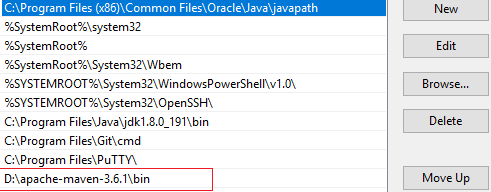 C:\Program Files (x86)\Common Files\Oracle\Java\javapath
New
%SystemRoot%\system32
%SystemRoot%
Edit
%SystemRoot%\System32\Wbem
%SYSTEMROOT%\System32\WindowsPowerShell\v1.0\
Browse...
%SYSTEMROOT%\System32\OpenSSH\
C:\Program Files\Java\jdk1.8.0_191\bin
Delete
C:\Program Files\Git\cmd
C:\Program Files\PuTTY\
D:\apache-maven-3.6.1\bin
Move Up